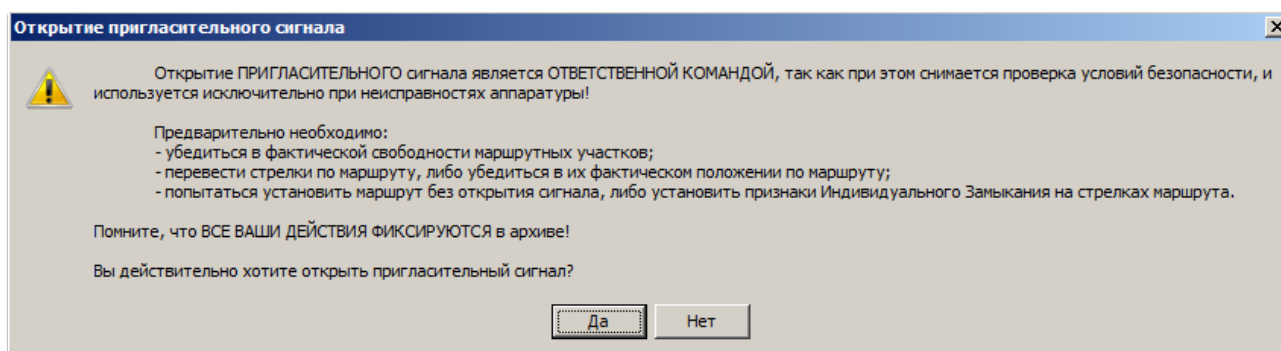 Открытие пригласительного сигнала
Открытие ПРИГЛАСИТЕЛЬНОГО сигнала является ОТВЕТСТВЕННОЙ КОМАНДОЙ, так как при этом снимается проверка условий безопасности, и
используется исключительно при неисправностях аппаратуры!
Предварительно необходимо:
- убедиться в фактической свободности маршрутных участков;
- перевести стрелки по маршруту, либо убедиться в их фактическом положении по маршруту;
- попытаться установить маршрут без открытия сигнала, либо установить признаки Индивидуального Замыкания на стрелках маршрута.
Помните, что ВСЕ ВАШИ ДЕЙСТВИЯ ФИКСИРУЮТСЯ в архиве!
Вы действительно хотите открыть пригласительный сигнал?
Да Нет